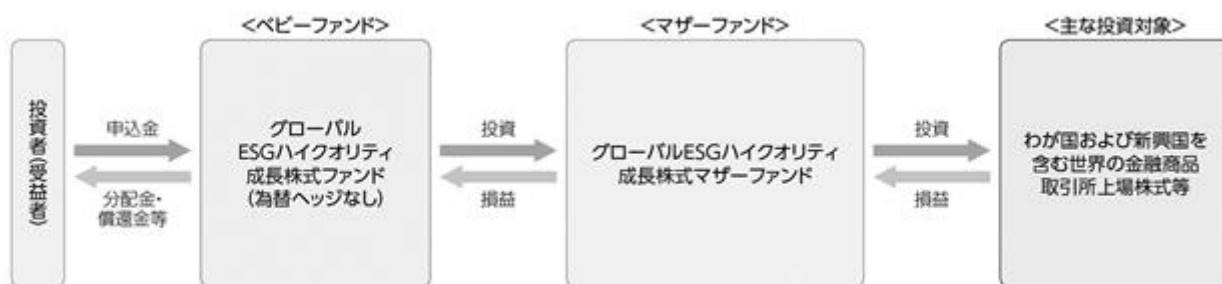 <ベビーファンド>
<マザーファンド>
<主な投資対象>
投資者(受益者)
申込金
分配金・
償還金等
グローバル
ESGハイクオリティ
成長株式ファンド
(為替ヘッジなし)
投資
損益
グローバルESGハイクオリティ
成長株式マザーファンド
投資
損益
わが国および新興国を
含む世界の金融商品
取引所上場株式等